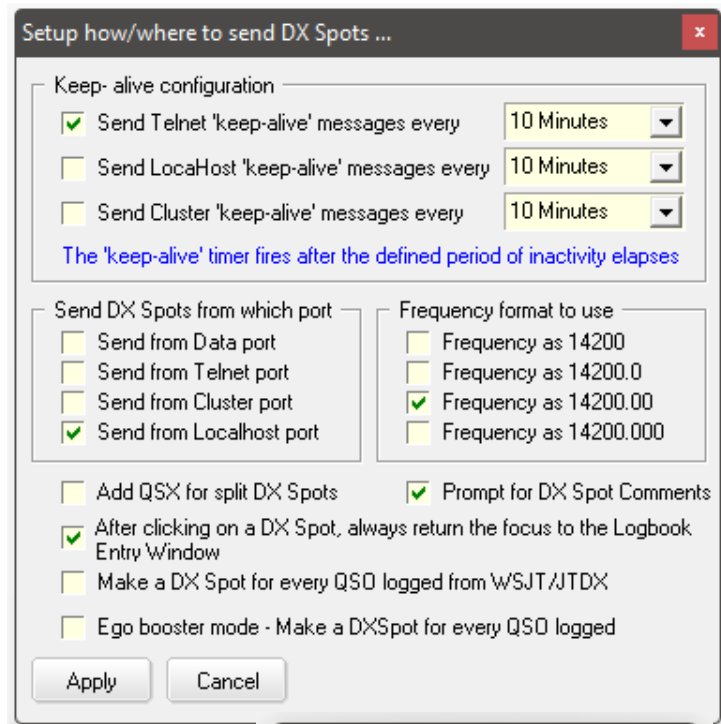 Setup how/where to send DX Spots ...
x
Keep- alive configuration
Send Telnet 'keep-alive' messages every 10 Minutes
Send LocaHost 'keep-alive' messages every 10 Minutes
Send Cluster 'keep-alive' messages every 10 Minutes
The 'keep-alive' timer fires after the defined period of inactivity elapses
Send DX Spots from which port
Send from Data port
Send from Telnet port
Send from Cluster port
Send from Localhost port
Frequency format to use
Frequency as 14200
Frequency as 14200.0
Frequency as 14200.00
Frequency as 14200.000
Add QSX for split DX Spots
Prompt for DX Spot Comments
After clicking on a DX Spot, always return the focus to the Logbook
Entry Window
Make a DX Spot for every QSO logged from WSJT/JTDX
Ego booster mode - Make a DXSpot for every QSO logged
Apply
Cancel